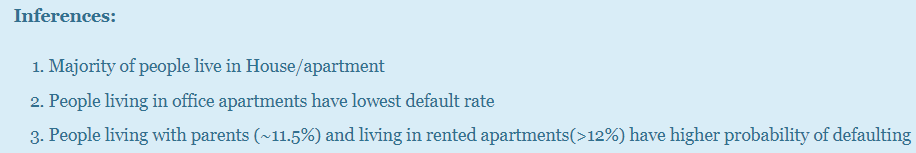 Inferences:
1. Majority of people live in House/apartment
2. People living in office apartments have lowest default rate
3. People living with parents (~11.5%) and living in rented apartments(>12%) have higher probability of defaulting